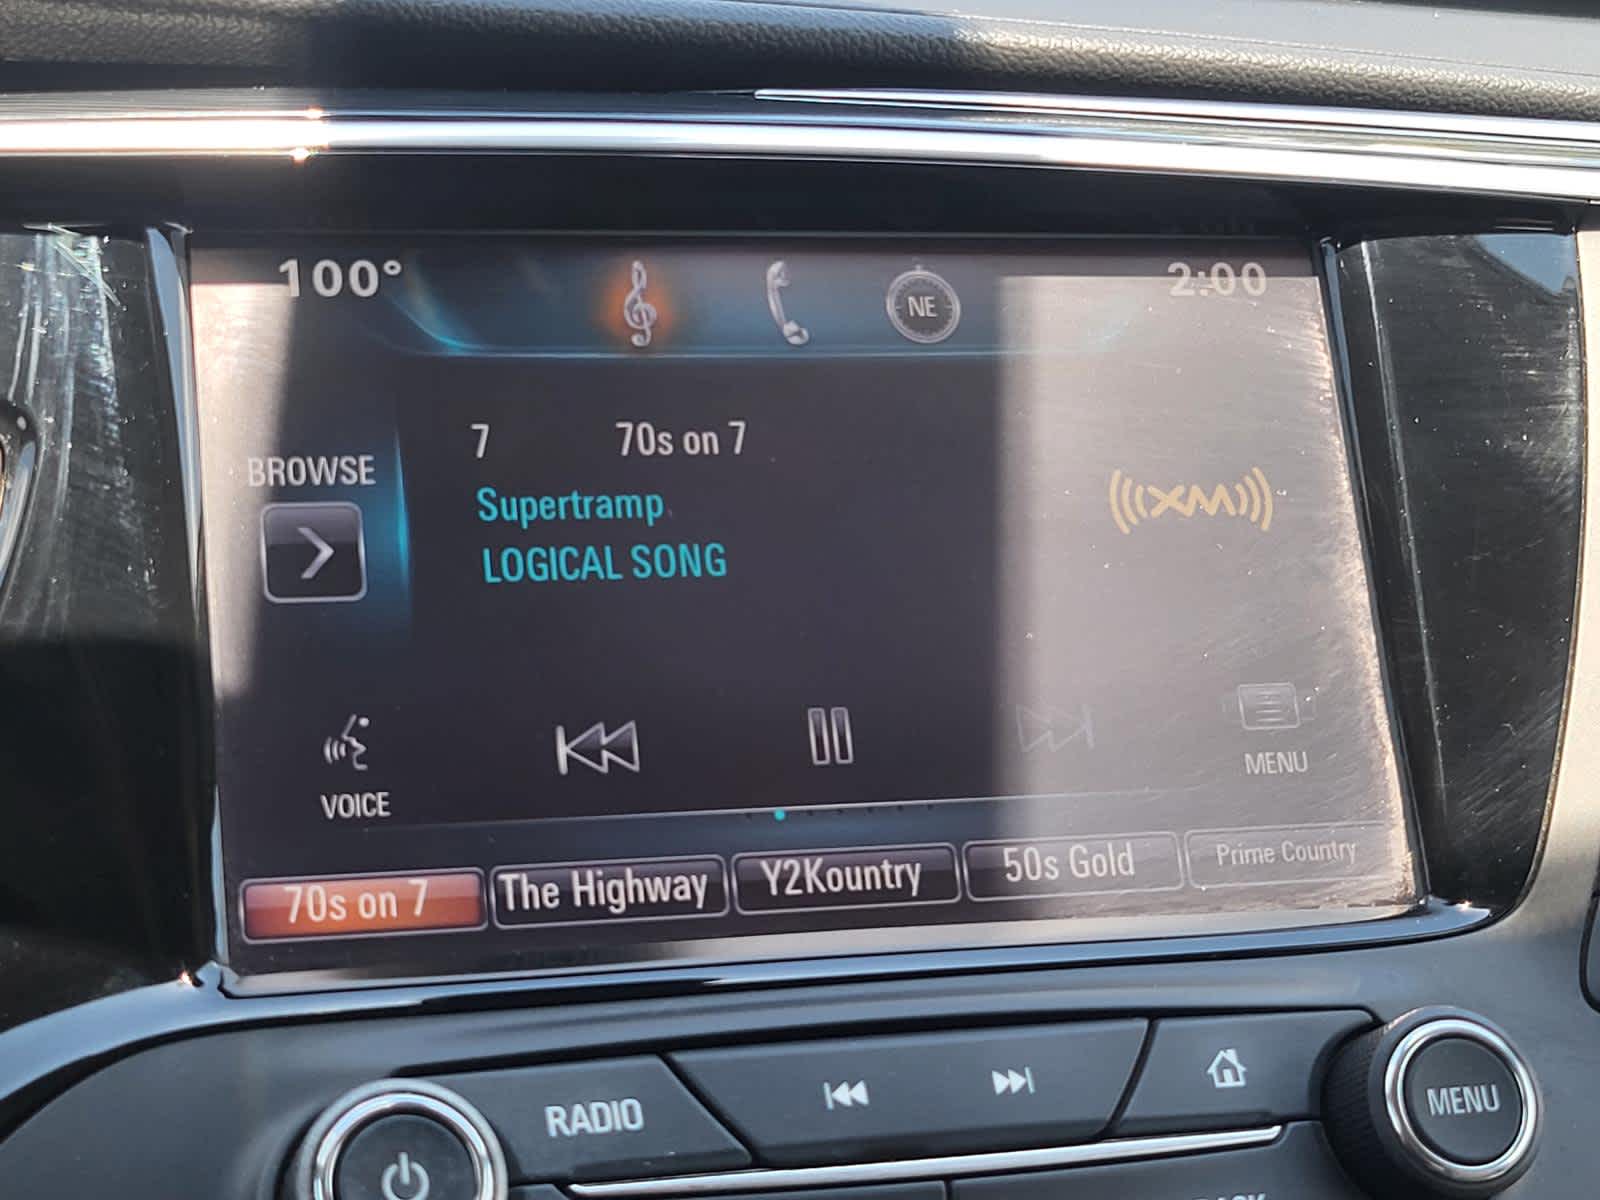 100°
NE
2:00
7 70s on 7
BROWSE
XM
Supertramp
LOGICAL SONG
VOICE
MENU
70s on 7
The Highway
Y2Kountry
50s Gold
Prime Country
RADIO
MENU